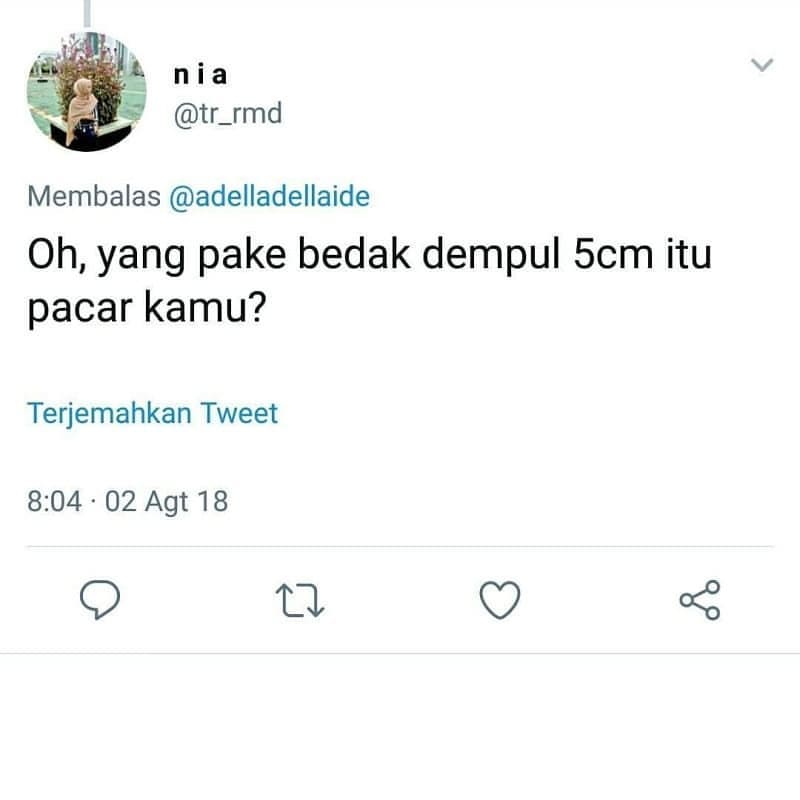 nia
@tr_rmd
Membalas @adelladellaide
Oh, yang pake bedak dempul 5cm itu
pacar kamu?
Terjemahkan Tweet
8:04 · 02 Agt 18